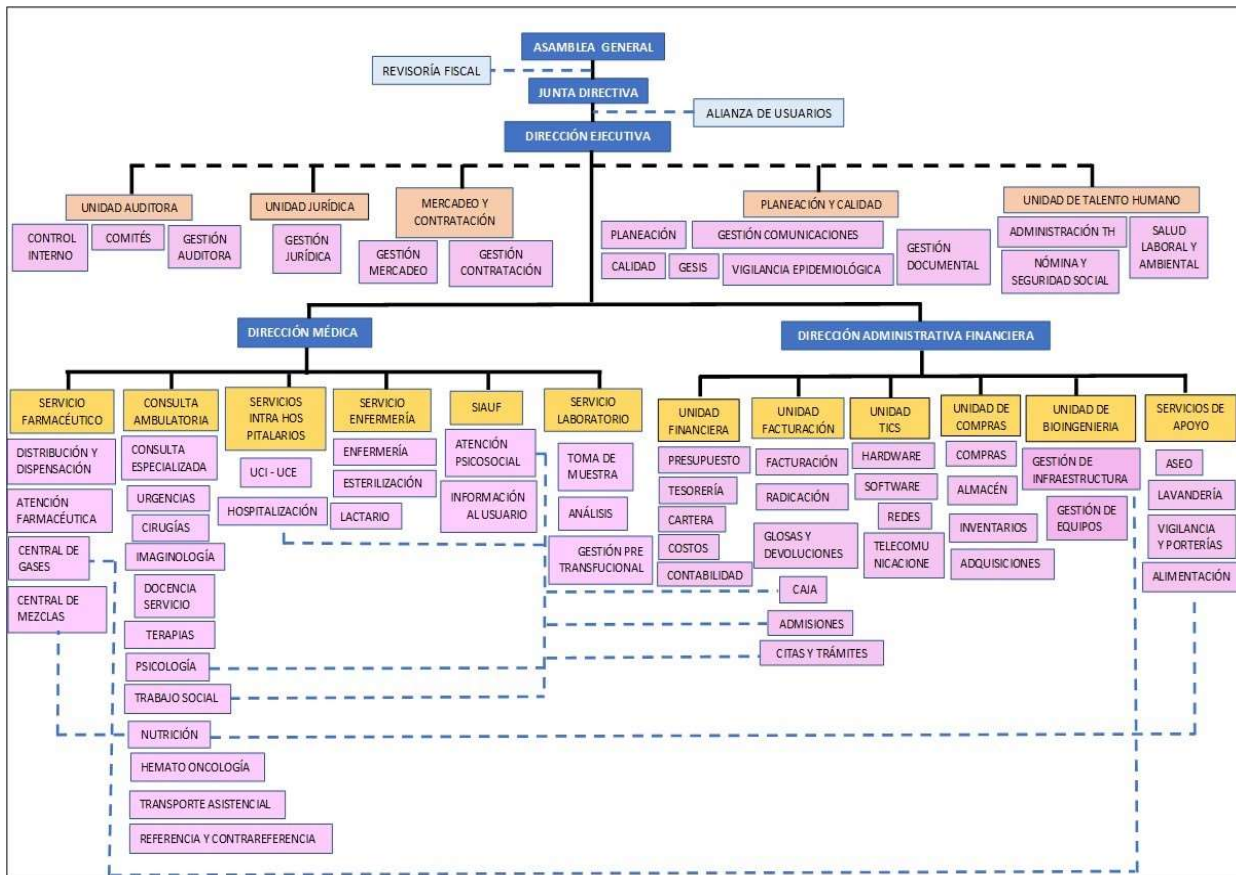 ASAMBLEA GENERAL
REVISORÍA FISCAL
JUNTA DIRECTIVA
ALIANZA DE USUARIOS
DIRECCIÓN EJECUTIVA
UNIDAD AUDITORA
CONTROL
INTERNO
COMITÉS
GESTIÓN
AUDITORA
UNIDAD JURÍDICA
GESTIÓN
JURÍDICA
MERCADEO Y
CONTRATACIÓN
GESTIÓN
MERCADEO
GESTIÓN
CONTRATACIÓN
PLANEACIÓN Y CALIDAD
PLANEACIÓN
GESTIÓN COMUNICACIONES
CALIDAD
GESIS
VIGILANCIA EPIDEMIOLÓGICA
GESTIÓN
DOCUMENTAL
UNIDAD DE TALENTO HUMANO
ADMINISTRACIÓN TH
NÓMINA Y
SEGURIDAD SOCIAL
SALUD
LABORAL Y
AMBIENTAL
DIRECCIÓN MÉDICA
DIRECCIÓN ADMINISTRATIVA FINANCIERA
SERVICIO
FARMACÉUTICO
DISTRIBUCIÓN Y
DISPENSACIÓN
ATENCIÓN
FARMACÉUTICA
CENTRAL DE
GASES
CENTRAL DE
MEZCLAS
CONSULTA
AMBULATORIA
CONSULTA
ESPECIALIZADA
URGENCIAS
CIRUGÍAS
IMAGINOLOGÍA
DOCENCIA
SERVICIO
TERAPIAS
PSICOLOGÍA
TRABAJO SOCIAL
NUTRICIÓN
HEMATO ONCOLOGÍA
TRANSPORTE ASISTENCIAL
REFERENCIA Y CONTRAREFERENCIA
SERVICIOS
INTRA HOS
PITALARIOS
UCI - UCE
HOSPITALIZACIÓN
SERVICIO
ENFERMERÍA
ENFERMERÍA
ESTERILIZACIÓN
LACTARIO
SIAUF
ATENCIÓN
PSICOSOCIAL
INFORMACIÓN
AL USUARIO
SERVICIO
LABORATORIO
TOMA DE
MUESTRA
ANÁLISIS
GESTIÓN PRE
TRANSFUCIONAL
UNIDAD
FINANCIERA
PRESUPUESTO
TESORERÍA
CARTERA
COSTOS
CONTABILIDAD
UNIDAD
FACTURACIÓN
FACTURACIÓN
RADICACIÓN
GLOSAS Y
DEVOLUCIONES
CAJA
ADMISIONES
CITAS Y TRÁMITES
UNIDAD
TICS
HARDWARE
SOFTWARE
REDES
TELECOMU
NICACIONE
UNIDAD DE
COMPRAS
COMPRAS
ALMACÉN
INVENTARIOS
ADQUISICIONES
UNIDAD DE
BIOINGENIERIA
GESTIÓN DE
INFRAESTRUCTURA
GESTIÓN DE
EQUIPOS
SERVICIOS DE
APOYO
ASEO
LAVANDERÍA
VIGILANCIA
Y PORTERÍAS
ALIMENTACIÓN